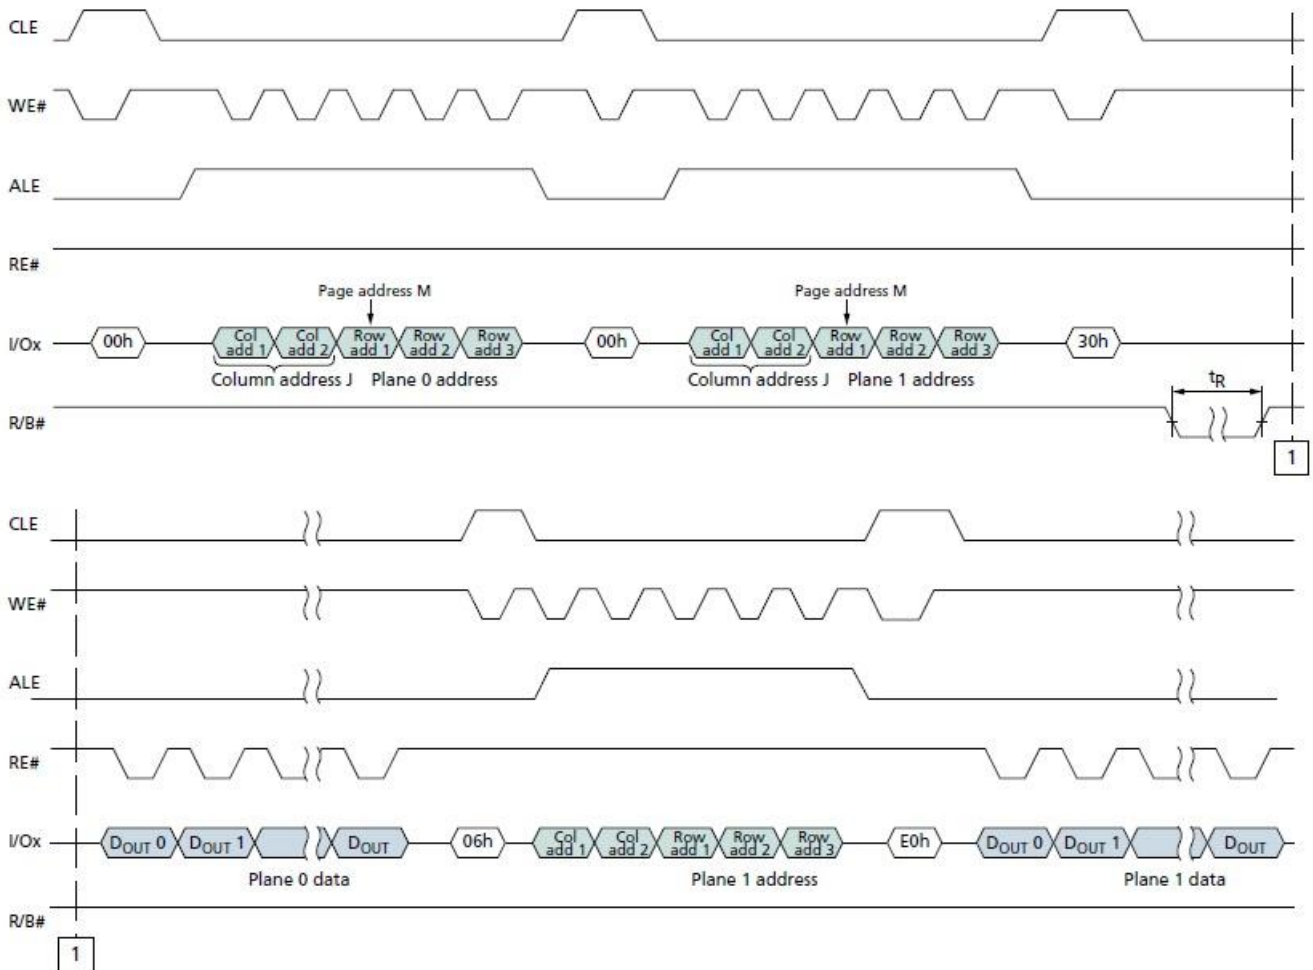 CLE
WE#
ALE
RE#
Page address M Page address M
I/Ox 00h Col add 1 Col add 2 Row add 1 Row add 2 Row add 3 00h Col add 1 Col add 2 Row add 1 Row add 2 Row add 3 30h
Column address J Plane 0 address Column address J Plane 1 address
tR
R/B#
1
CLE
WE#
ALE
RE#
I/Ox DOUT 0 DOUT 1 DOUT 06h Col add 1 Col add 2 Row add 1 Row add 2 Row add 3 E0h DOUT 0 DOUT 1 DOUT
Plane 0 data Plane 1 address Plane 1 data
R/B#
1